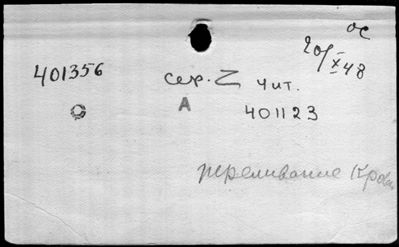 ос
20/X 48
401356
сер. Z чит.
А
401123
переливание крови